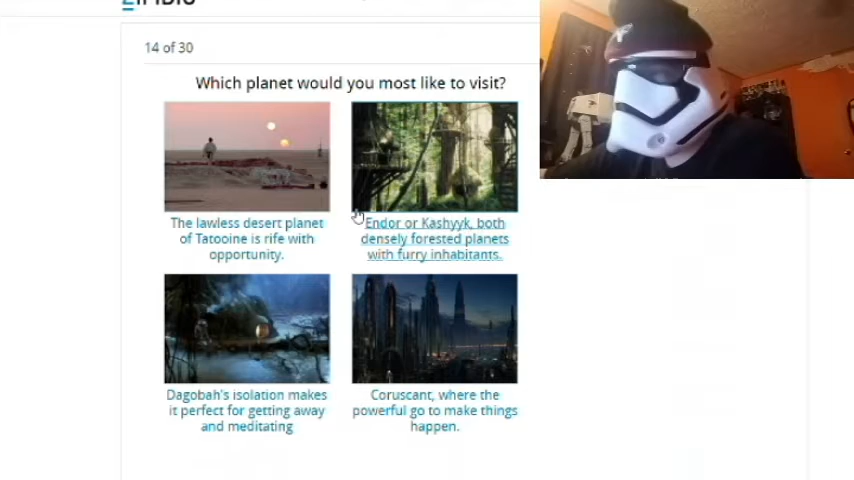 14 of 30
Which planet would you most like to visit?
The lawless desert planet
of Tatooine is rife with
opportunity.
Endor or Kashyyk, both
densely forested planets
with furry inhabitants.
Dagobah's isolation makes
it perfect for getting away
and meditating
Coruscant, where the
powerful go to make things
happen.